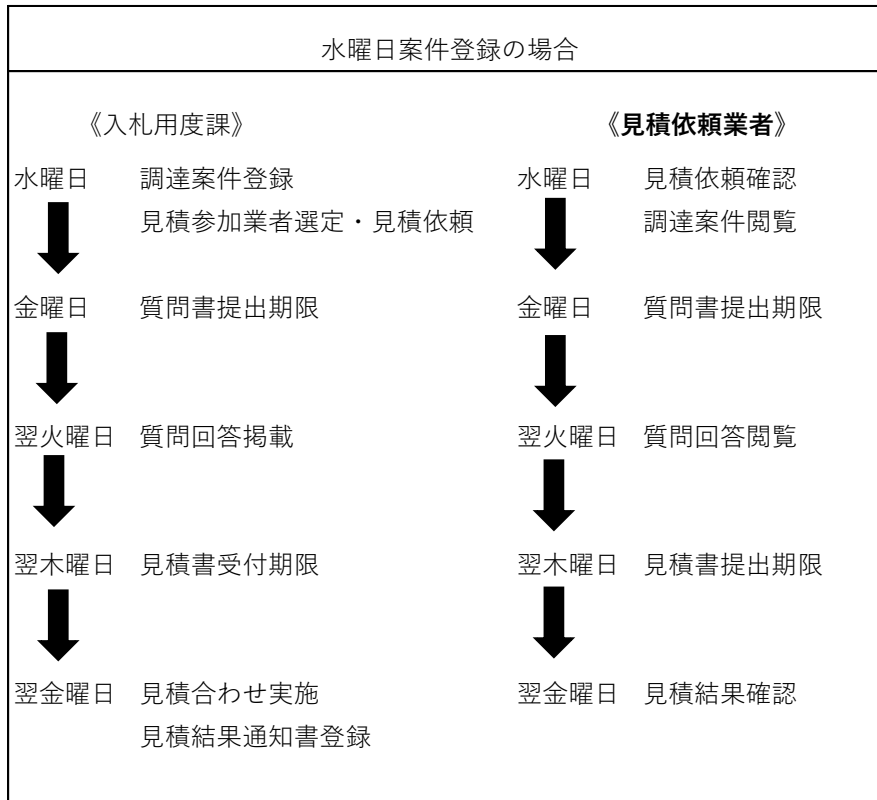 水曜日案件登録の場合
《入札用度課》
水曜日 調達案件登録
見積参加業者選定・見積依頼
金曜日 質問書提出期限
翌火曜日 質問回答掲載
翌木曜日 見積書受付期限
翌金曜日 見積合わせ実施
見積結果通知書登録
《見積依頼業者》
水曜日 見積依頼確認
調達案件閲覧
金曜日 質問書提出期限
翌火曜日 質問回答閲覧
翌木曜日 見積書提出期限
翌金曜日 見積結果確認